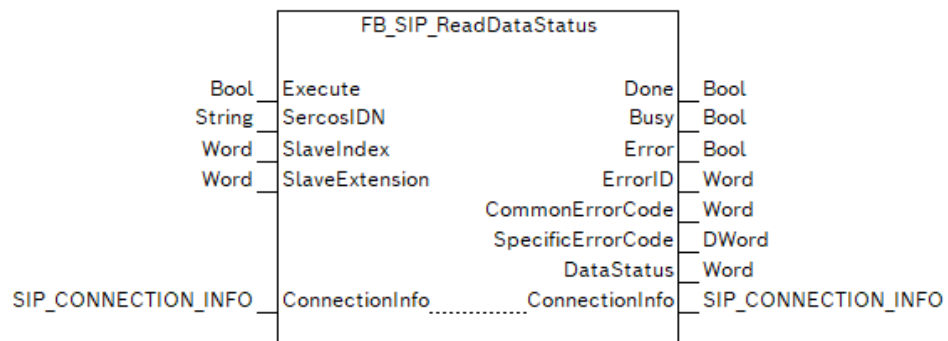 FB_SIP_ReadDataStatus
Bool Execute Done Bool
String SercosIDN Busy Bool
Word SlaveIndex Error Bool
Word SlaveExtension ErrorID Word
CommonErrorCode Word
SpecificErrorCode DWord
DataStatus Word
SIP_CONNECTION_INFO ConnectionInfo ConnectionInfo SIP_CONNECTION_INFO